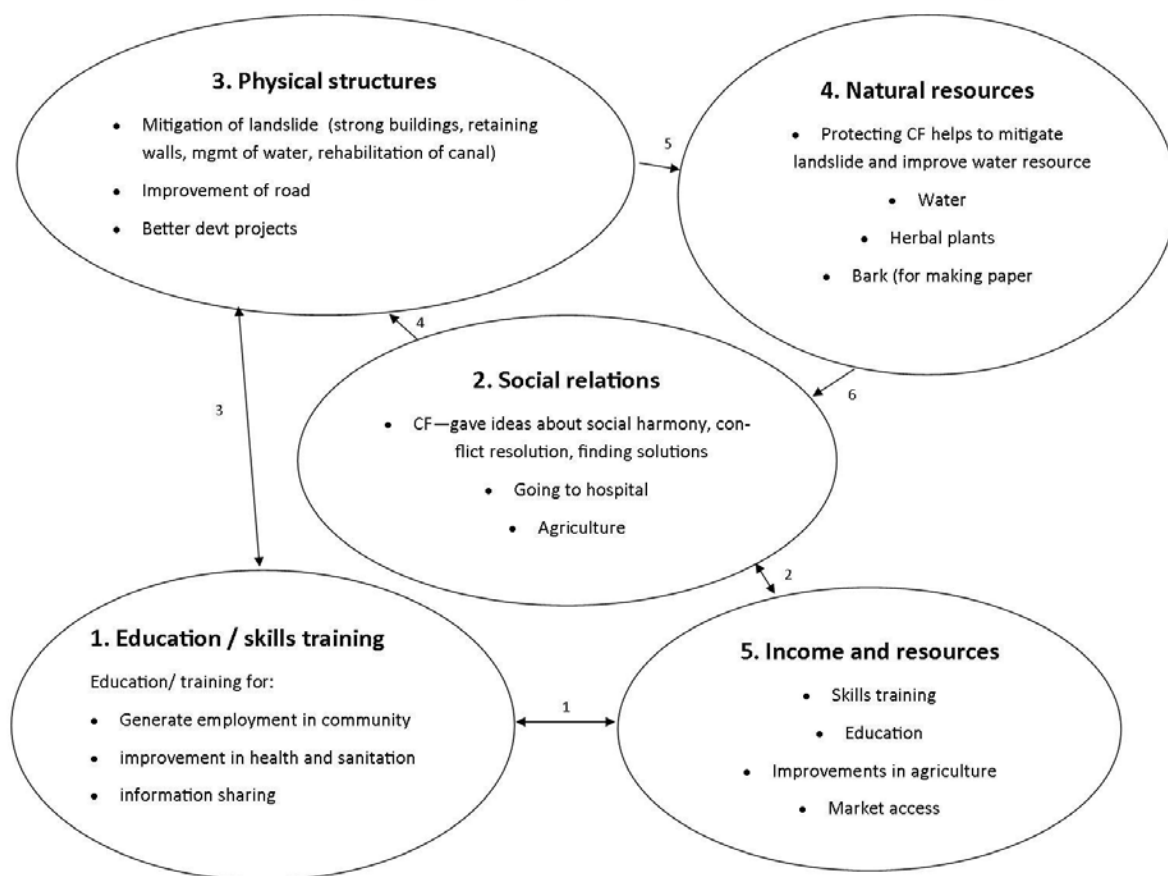 3. Physical structures
• Mitigation of landslide (strong buildings, retaining
walls, mgmt of water, rehabilitation of canal)
• Improvement of road
• Better devt projects
5
4. Natural resources
• Protecting CF helps to mitigate
landslide and improve water resource
• Water
• Herbal plants
• Bark (for making paper
4
2. Social relations
• CF—gave ideas about social harmony, con-
flict resolution, finding solutions
• Going to hospital
• Agriculture
6
3
2
1. Education / skills training
Education/ training for:
• Generate employment in community
• improvement in health and sanitation
• information sharing
1
5. Income and resources
• Skills training
• Education
• Improvements in agriculture
• Market access